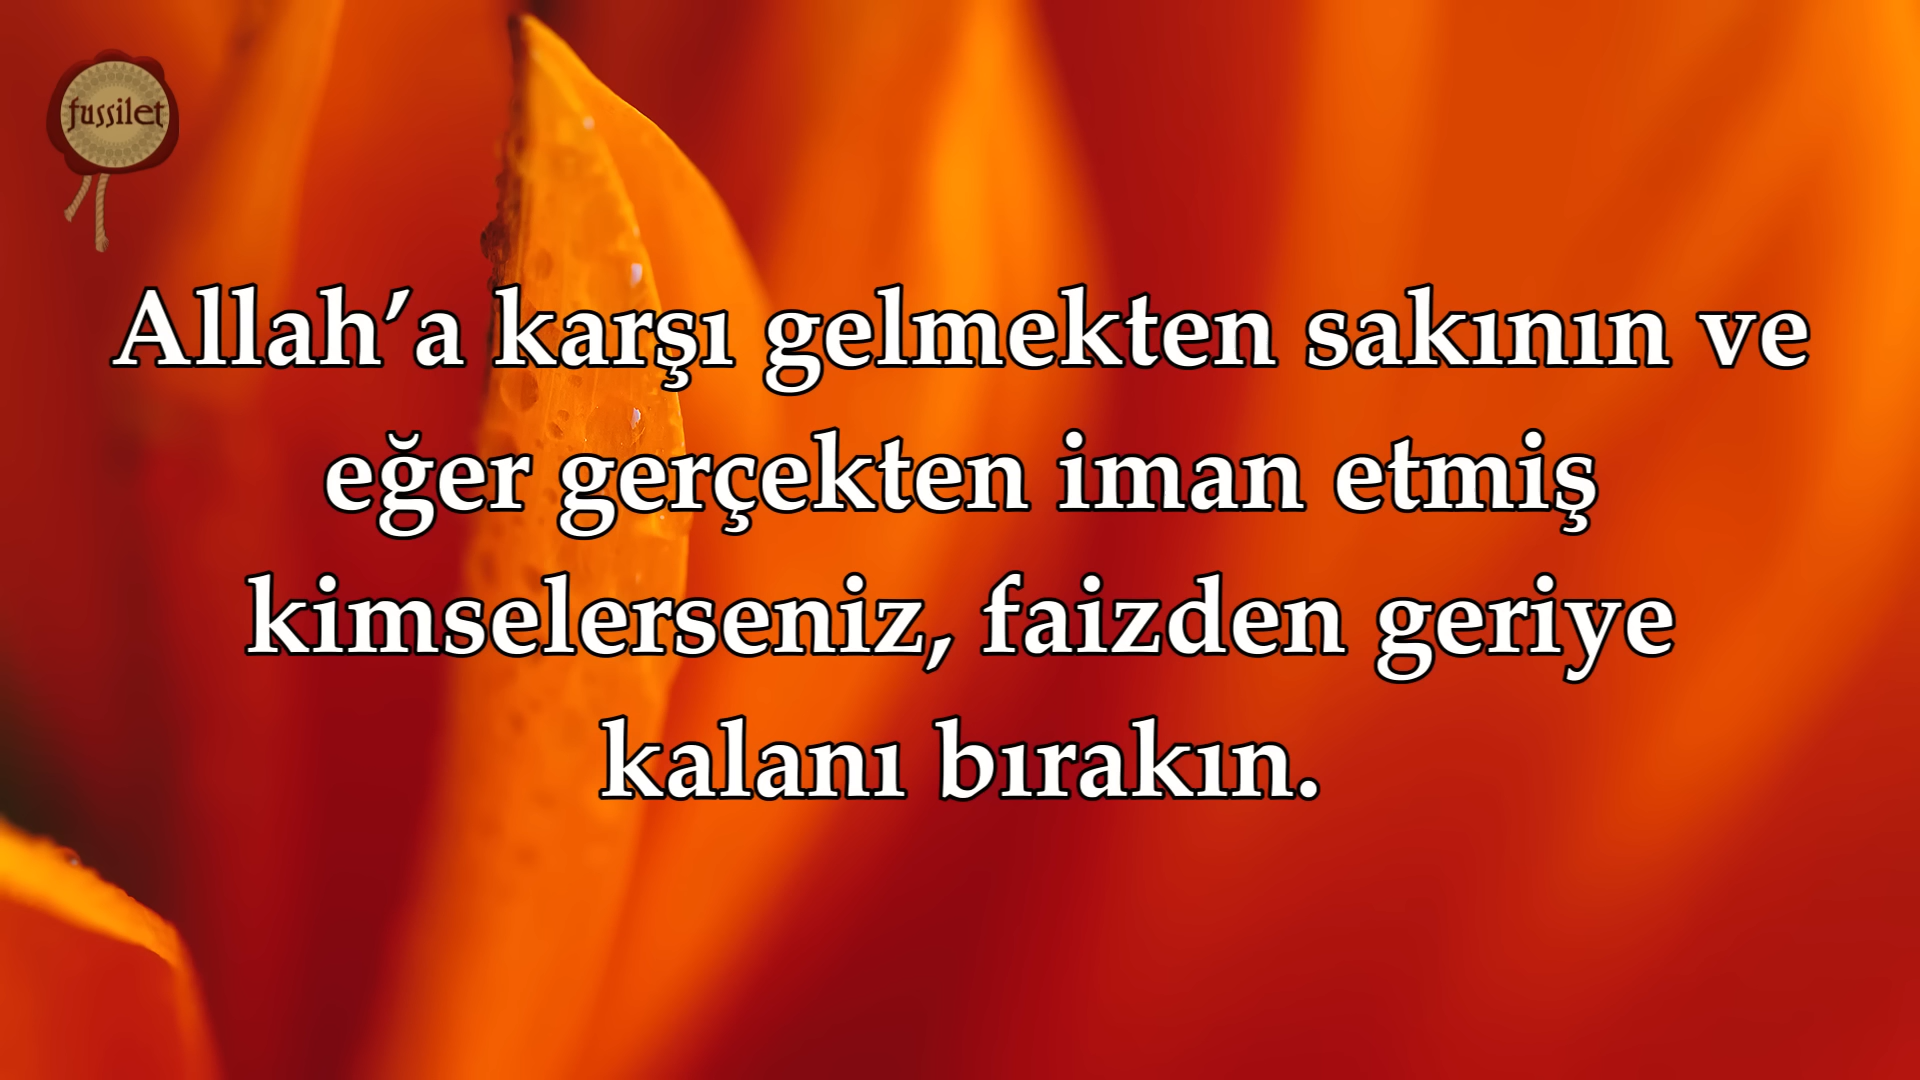 fussilet
Allah’a karşı gelmekten sakının ve
eğer gerçekten iman etmiş
kimselerseniz, faizden geriye
kalanı bırakın.